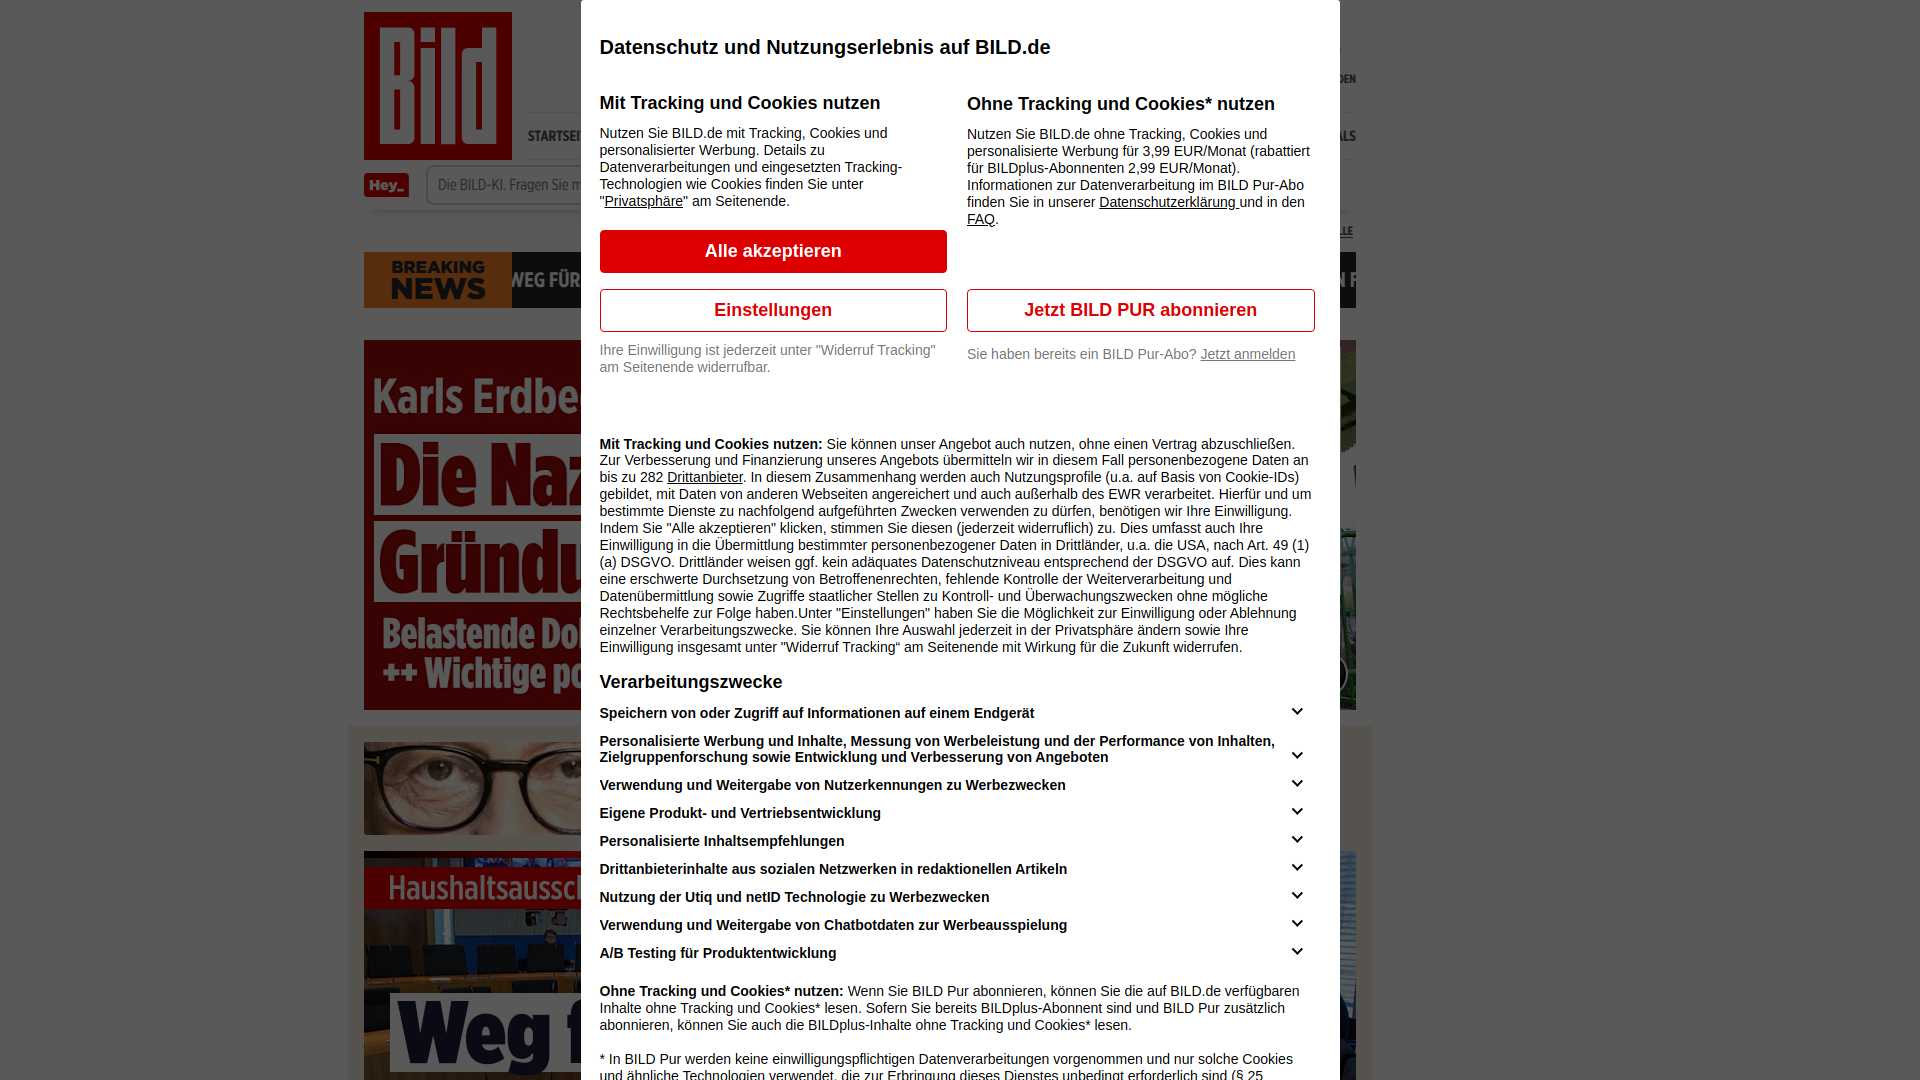 Bild
Datenschutz und Nutzungserlebnis auf BILD.de
Mit Tracking und Cookies nutzen
Nutzen Sie BILD.de mit Tracking, Cookies und
personalisierter Werbung. Details zu
Datenverarbeitungen und eingesetzten Tracking-
Technologien wie Cookies finden Sie unter
"Privatsphäre" am Seitenende.
Alle akzeptieren
Einstellungen
Ihre Einwilligung ist jederzeit unter "Widerruf Tracking"
am Seitenende widerrufbar.
Ohne Tracking und Cookies* nutzen
Nutzen Sie BILD.de ohne Tracking, Cookies und
personalisierte Werbung für 3,99 EUR/Monat (rabattiert
für BILDplus-Abonnenten 2,99 EUR/Monat).
Informationen zur Datenverarbeitung im BILD Pur-Abo
finden Sie in unserer Datenschutzerklärung und in den
FAQ.
Jetzt BILD PUR abonnieren
Sie haben bereits ein BILD Pur-Abo? Jetzt anmelden
Mit Tracking und Cookies nutzen: Sie können unser Angebot auch nutzen, ohne einen Vertrag abzuschließen.
Zur Verbesserung und Finanzierung unseres Angebots übermitteln wir in diesem Fall personenbezogene Daten an
bis zu 282 Drittanbieter. In diesem Zusammenhang werden auch Nutzungsprofile (u.a. auf Basis von Cookie-IDs)
gebildet, mit Daten von anderen Webseiten angereichert und auch außerhalb des EWR verarbeitet. Hierfür und um
bestimmte Dienste zu nachfolgend aufgeführten Zwecken verwenden zu dürfen, benötigen wir Ihre Einwilligung.
Indem Sie "Alle akzeptieren" klicken, stimmen Sie diesen (jederzeit widerruflich) zu. Dies umfasst auch Ihre
Einwilligung in die Übermittlung bestimmter personenbezogener Daten in Drittländer, u.a. die USA, nach Art. 49 (1)
(a) DSGVO. Drittländer weisen ggf. kein adäquates Datenschutzniveau entsprechend der DSGVO auf. Dies kann
eine erschwerte Durchsetzung von Betroffenenrechten, fehlende Kontrolle der Weiterverarbeitung und
Datenübermittlung sowie Zugriffe staatlicher Stellen zu Kontroll- und Überwachungszwecken ohne mögliche
Rechtsbehelfe zur Folge haben.Unter "Einstellungen" haben Sie die Möglichkeit zur Einwilligung oder Ablehnung
einzelner Verarbeitungszwecke. Sie können Ihre Auswahl jederzeit in der Privatsphäre ändern sowie Ihre
Einwilligung insgesamt unter "Widerruf Tracking“ am Seitenende mit Wirkung für die Zukunft widerrufen.
Verarbeitungszwecke
Speichern von oder Zugriff auf Informationen auf einem Endgerät
Personalisierte Werbung und Inhalte, Messung von Werbeleistung und der Performance von Inhalten,
Zielgruppenforschung sowie Entwicklung und Verbesserung von Angeboten
Verwendung und Weitergabe von Nutzerkennungen zu Werbezwecken
Eigene Produkt- und Vertriebsentwicklung
Personalisierte Inhaltsempfehlungen
Drittanbieterinhalte aus sozialen Netzwerken in redaktionellen Artikeln
Nutzung der Utiq und netID Technologie zu Werbezwecken
Verwendung und Weitergabe von Chatbotdaten zur Werbeausspielung
A/B Testing für Produktentwicklung
Ohne Tracking und Cookies* nutzen: Wenn Sie BILD Pur abonnieren, können Sie die auf BILD.de verfügbaren
Inhalte ohne Tracking und Cookies* lesen. Sofern Sie bereits BILDplus-Abonnent sind und BILD Pur zusätzlich
abonnieren, können Sie auch die BILDplus-Inhalte ohne Tracking und Cookies* lesen.
* In BILD Pur werden keine einwilligungspflichtigen Datenverarbeitungen vorgenommen und nur solche Cookies
und ähnliche Technologien verwendet, die zur Erbringung dieses Dienstes unbedingt erforderlich sind (§ 25
STARTSEI
Hey_
Die BILD-KI. Fragen Sie m
BREAKING
NEWS
WEG FÜR
Karls Erdbe
Die Naz
Gründu
Belastende Do
++ Wichtige po
Haushaltsaussch
Weg f